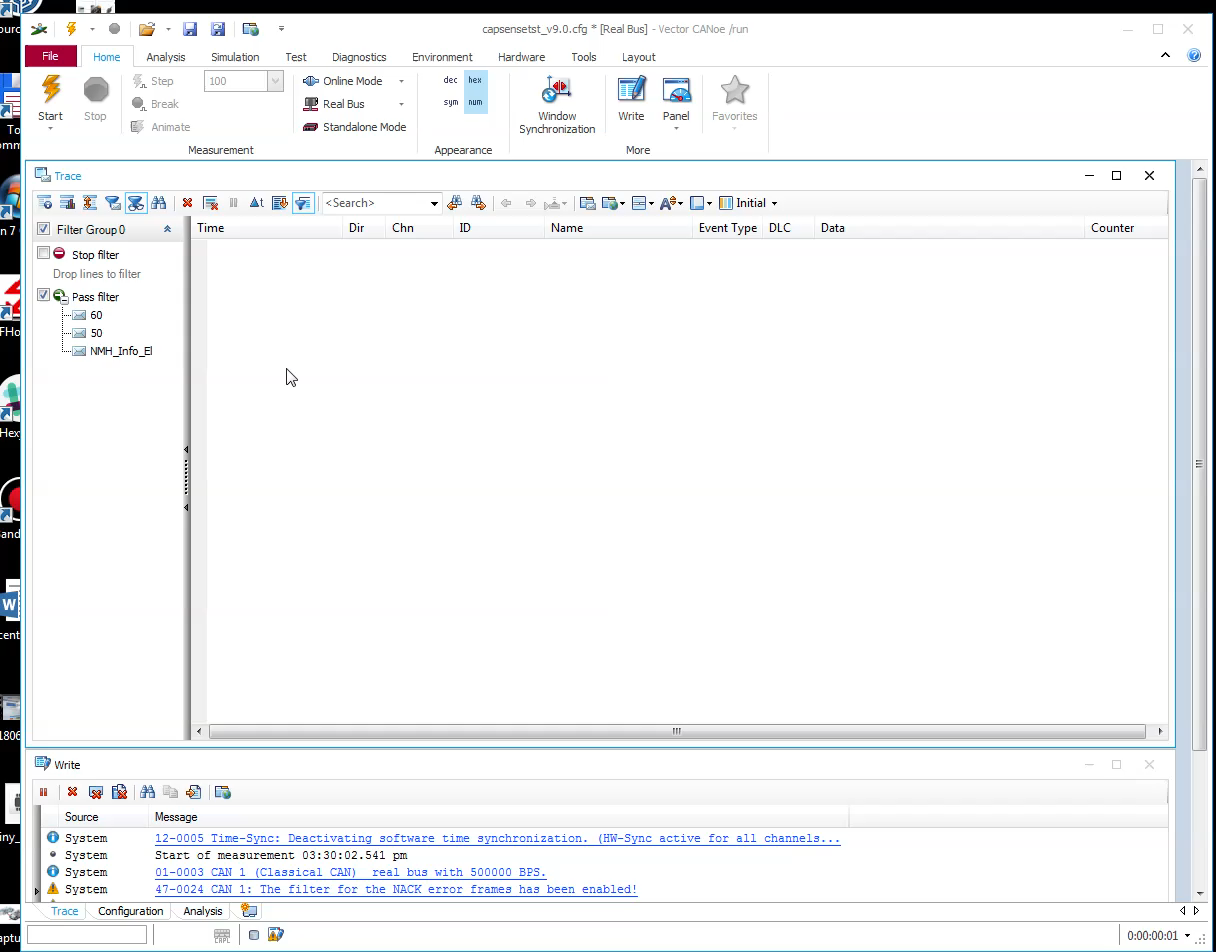 capsensetst_v9.0.cfg * [Real Bus] - Vector CANoe /run
File Home Analysis Simulation Test Diagnostics Environment Hardware Tools Layout
Start
Stop
Step
Break
Animate
100
Measurement
Online Mode
Real Bus
Standalone Mode
dec hex
sym num
Appearance
Window
Synchronization
Write
Panel
Favorites
More
Trace
<Search>
Initial
Filter Group0
Stop filter
Drop lines to filter
Pass filter
60
50
NMH_Info_El
Time Dir Chn ID Name Event Type DLC Data Counter
Write
Source Message
System 12-0005 Time-Sync: Deactivating software time synchronization. (HW-Sync active for all channels...
System Start of measurement 03:30:02.541 pm
System 01-0003 CAN 1 (Classical CAN)  real bus with 500000 BPS.
System 47-0024 CAN 1: The filter for the NACK error frames has been enabled!
Trace Configuration Analysis
CAPL
0:00:00:01